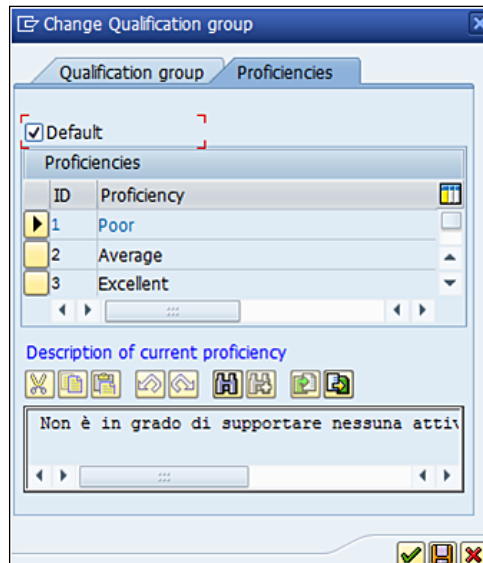 Change Qualification group
Qualification group Proficiencies
Default
Proficiencies
ID Proficiency
1 Poor
2 Average
3 Excellent
Description of current proficiency
Non è in grado di supportare nessuna